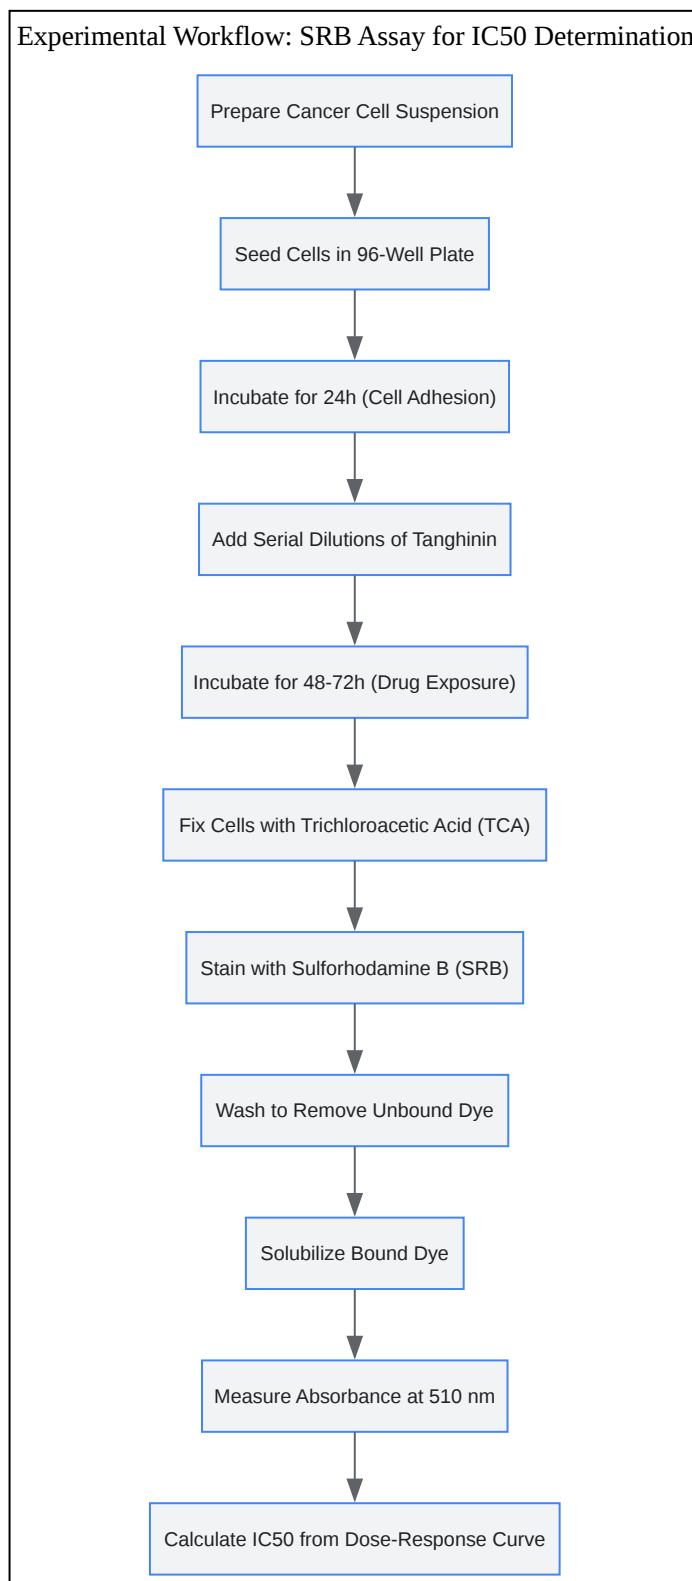 Experimental Workflow: SRB Assay for IC50 Determination
Prepare Cancer Cell Suspension
Seed Cells in 96-Well Plate
Incubate for 24h (Cell Adhesion)
Add Serial Dilutions of Tanghinin
Incubate for 48-72h (Drug Exposure)
Fix Cells with Trichloroacetic Acid (TCA)
Stain with Sulforhodamine B (SRB)
Wash to Remove Unbound Dye
Solubilize Bound Dye
Measure Absorbance at 510 nm
Calculate IC50 from Dose-Response Curve